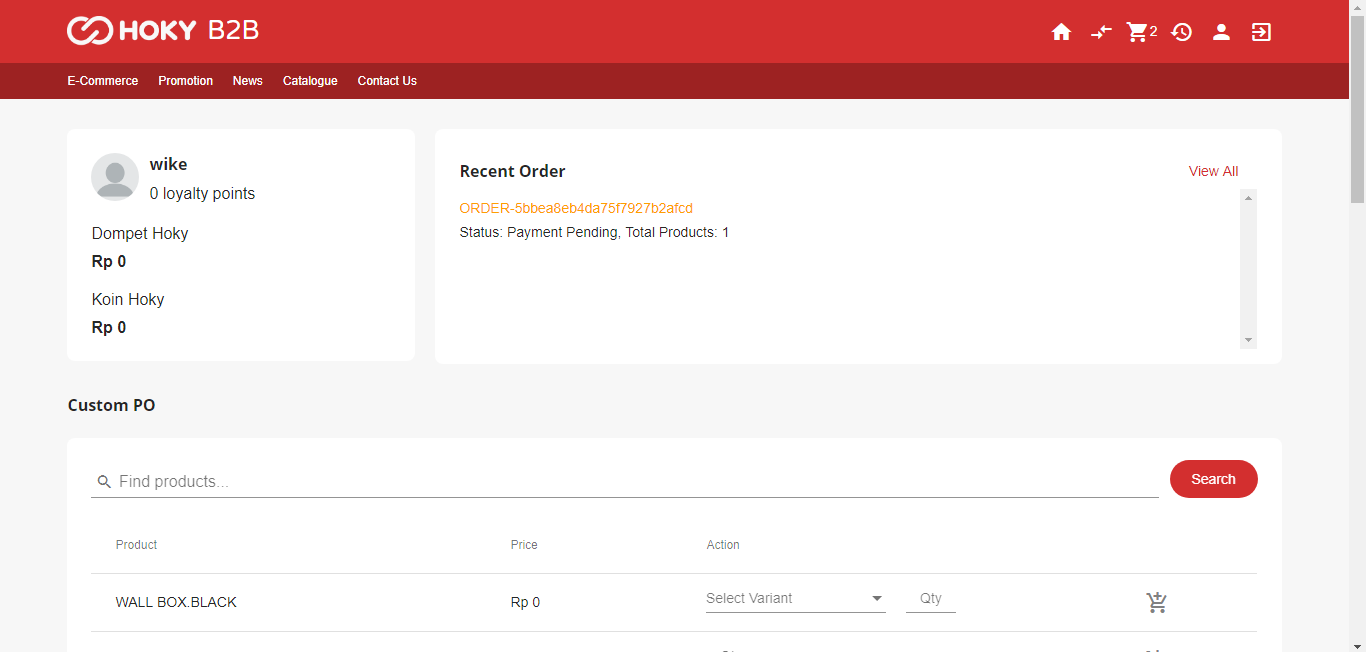 HOKY B2B
2
E-Commerce Promotion News Catalogue Contact Us
wike
0 loyalty points
Dompet Hoky
Rp 0
Koin Hoky
Rp 0
Recent Order
View All
ORDER-5bbea8eb4da75f7927b2afcd
Status: Payment Pending, Total Products: 1
Custom PO
Find products...
Search
Product Price Action
WALL BOX.BLACK Rp 0 Select Variant Qty